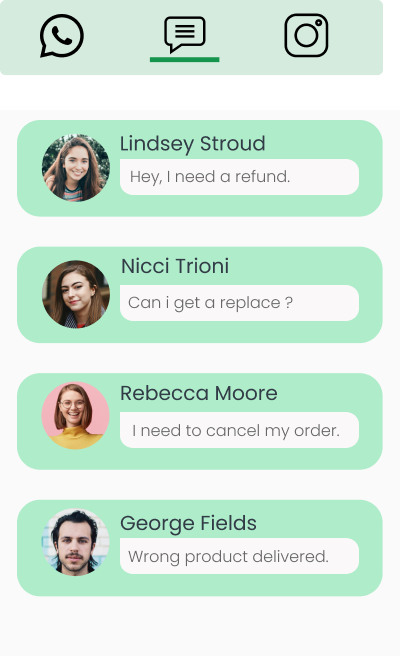 Lindsey Stroud
Hey, I need a refund.
Nicci Trioni
Can i get a replace ?
Rebecca Moore
I need to cancel my order.
George Fields
Wrong product delivered.